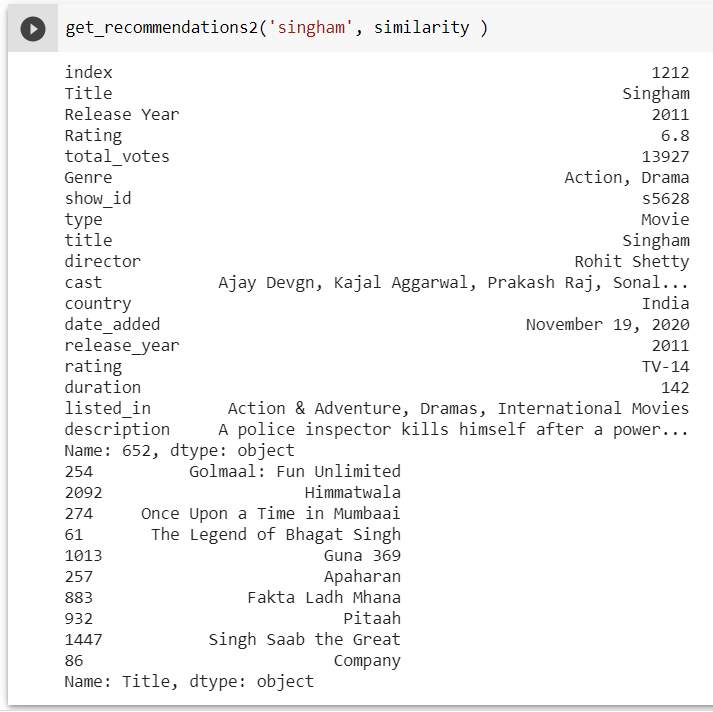 get_recommendations2('singham', similarity )
index 1212
Title Singham
Release Year 2011
Rating 6.8
total_votes 13927
Genre Action, Drama
show_id s5628
type Movie
title Singham
director Rohit Shetty
cast Ajay Devgn, Kajal Aggarwal, Prakash Raj, Sonal...
country India
date_added November 19, 2020
release_year 2011
rating TV-14
duration 142
listed_in Action & Adventure, Dramas, International Movies
description A police inspector kills himself after a power...
Name: 652, dtype: object
254 Golmaal: Fun Unlimited
2092 Himmatwala
274 Once Upon a Time in Mumbaai
61 The Legend of Bhagat Singh
1013 Guna 369
257 Apaharan
883 Fakta Ladh Mhana
932 Pitaah
1447 Singh Saab the Great
86 Company
Name: Title, dtype: object